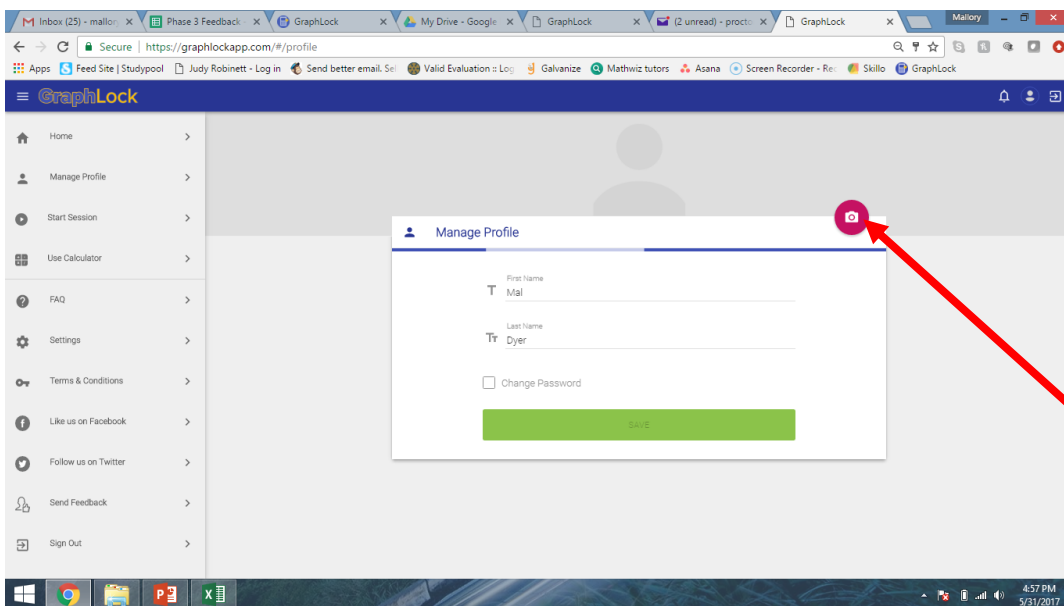 Inbox (25) - mallory
Phase 3 Feedback -
GraphLock
My Drive - Google
GraphLock
(2 unread) - procto
GraphLock
Mallory
Secure | https://graphlockapp.com/#/profile
Apps Feed Site | Studypool Judy Robinett - Log in Send better email. Sel Valid Evaluation :: Log Galvanize Mathwiz tutors Asana Screen Recorder - Rec Skillo GraphLock
GraphLock
Home
Manage Profile
Start Session
Use Calculator
FAQ
Settings
Terms & Conditions
Like us on Facebook
Follow us on Twitter
Send Feedback
Sign Out
Manage Profile
First Name
Mal
Last Name
Dyer
Change Password
SAVE
4:57 PM
5/31/2017